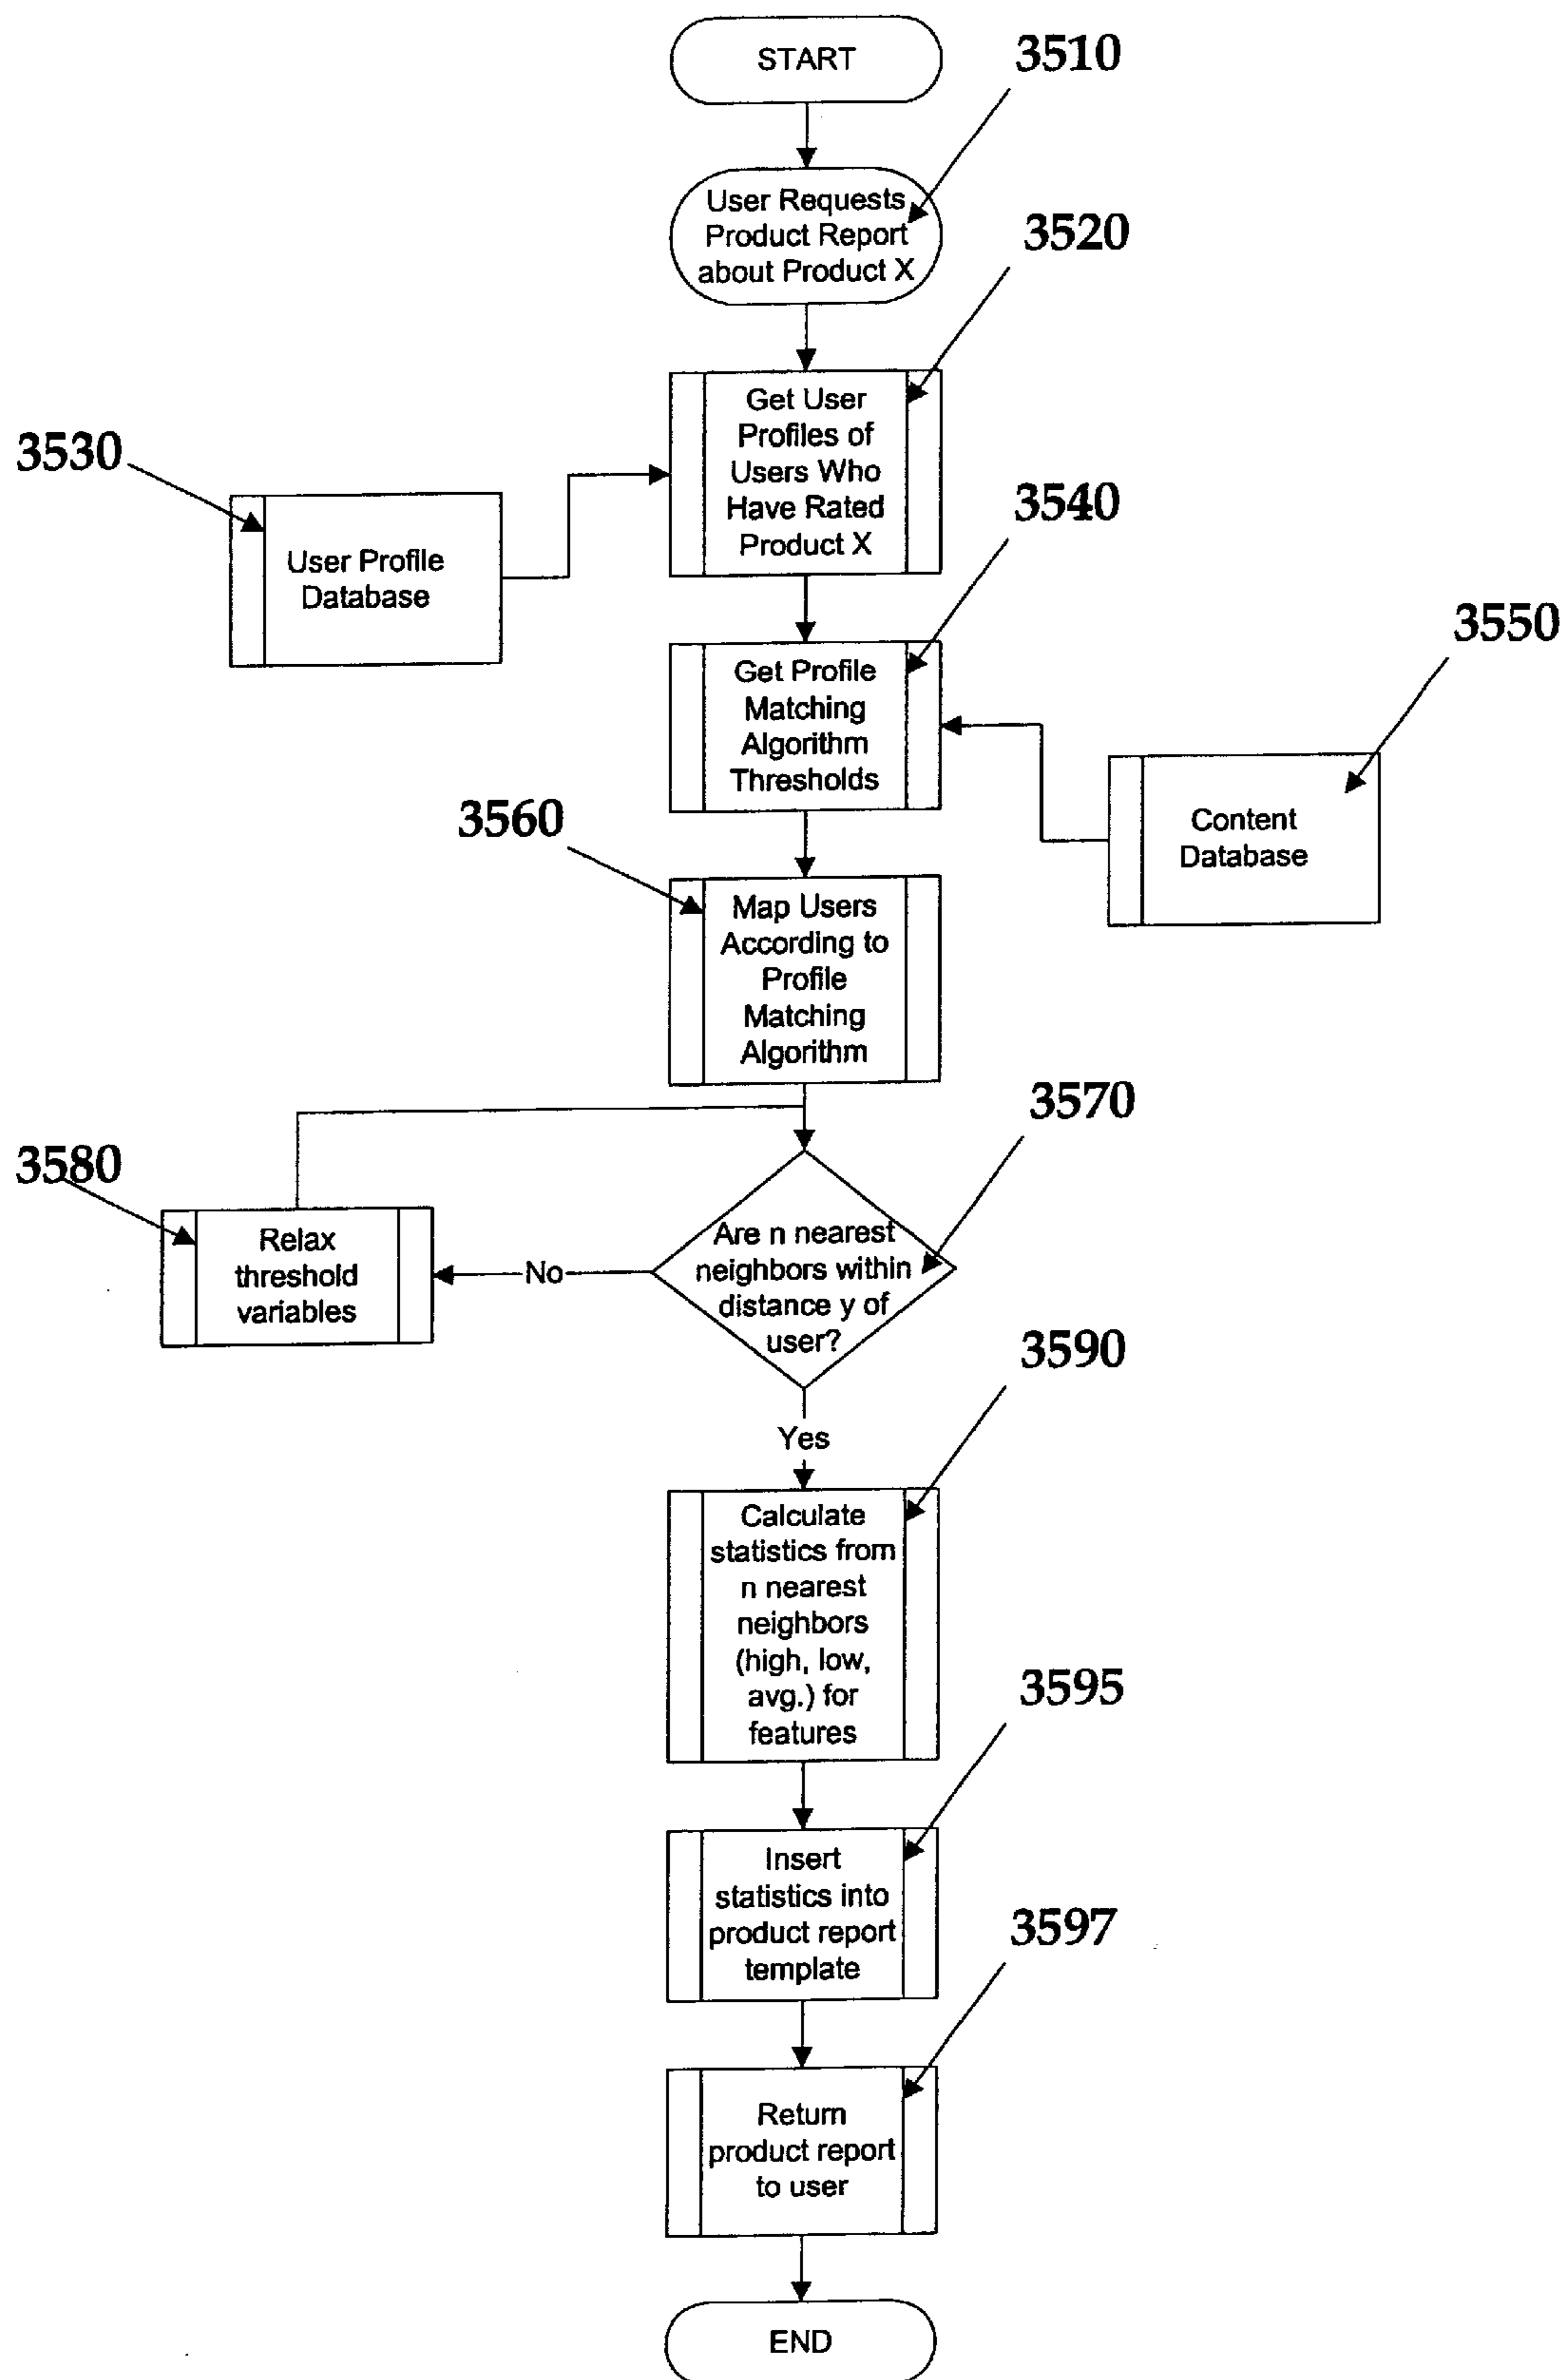 START
3510
User Requests
Product Report
about Product X
3520
Get User
Profiles of
Users Who
Have Rated
Product X
3530
User Profile
Database
3540
Get Profile
Matching
Algorithm
Thresholds
3550
Content
Database
3560
Map Users
According to
Profile
Matching
Algorithm
3570
Are n nearest
neighbors within
distance y of
user?
No
3580
Relax
threshold
variables
Yes
3590
Calculate
statistics from
n nearest
neighbors
(high, low,
avg.) for
features
3595
Insert
statistics into
product report
template
3597
Return
product report
to user
END